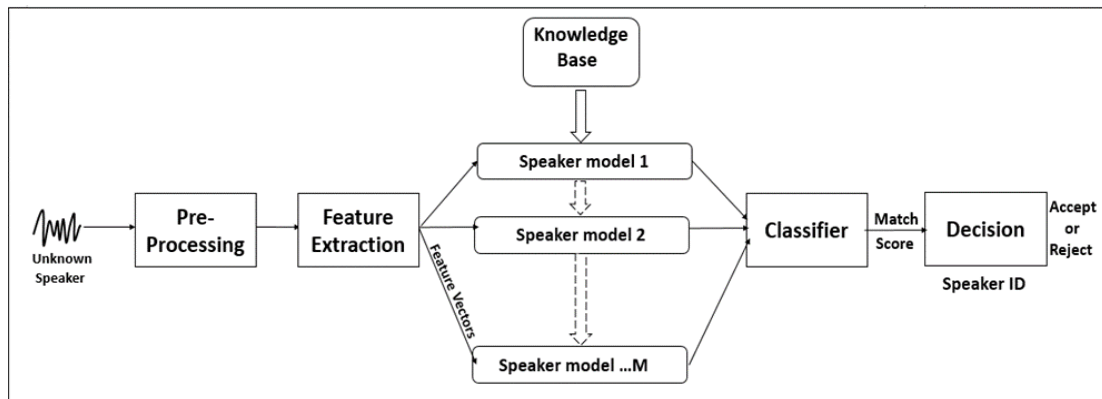 Knowledge
Base
Speaker model 1
Unknown
Speaker
Pre-
Processing
Feature
Extraction
Feature Vectors
Speaker model 2
Speaker model ...M
Classifier
Match
Score
Decision
Speaker ID
Accept
or
Reject